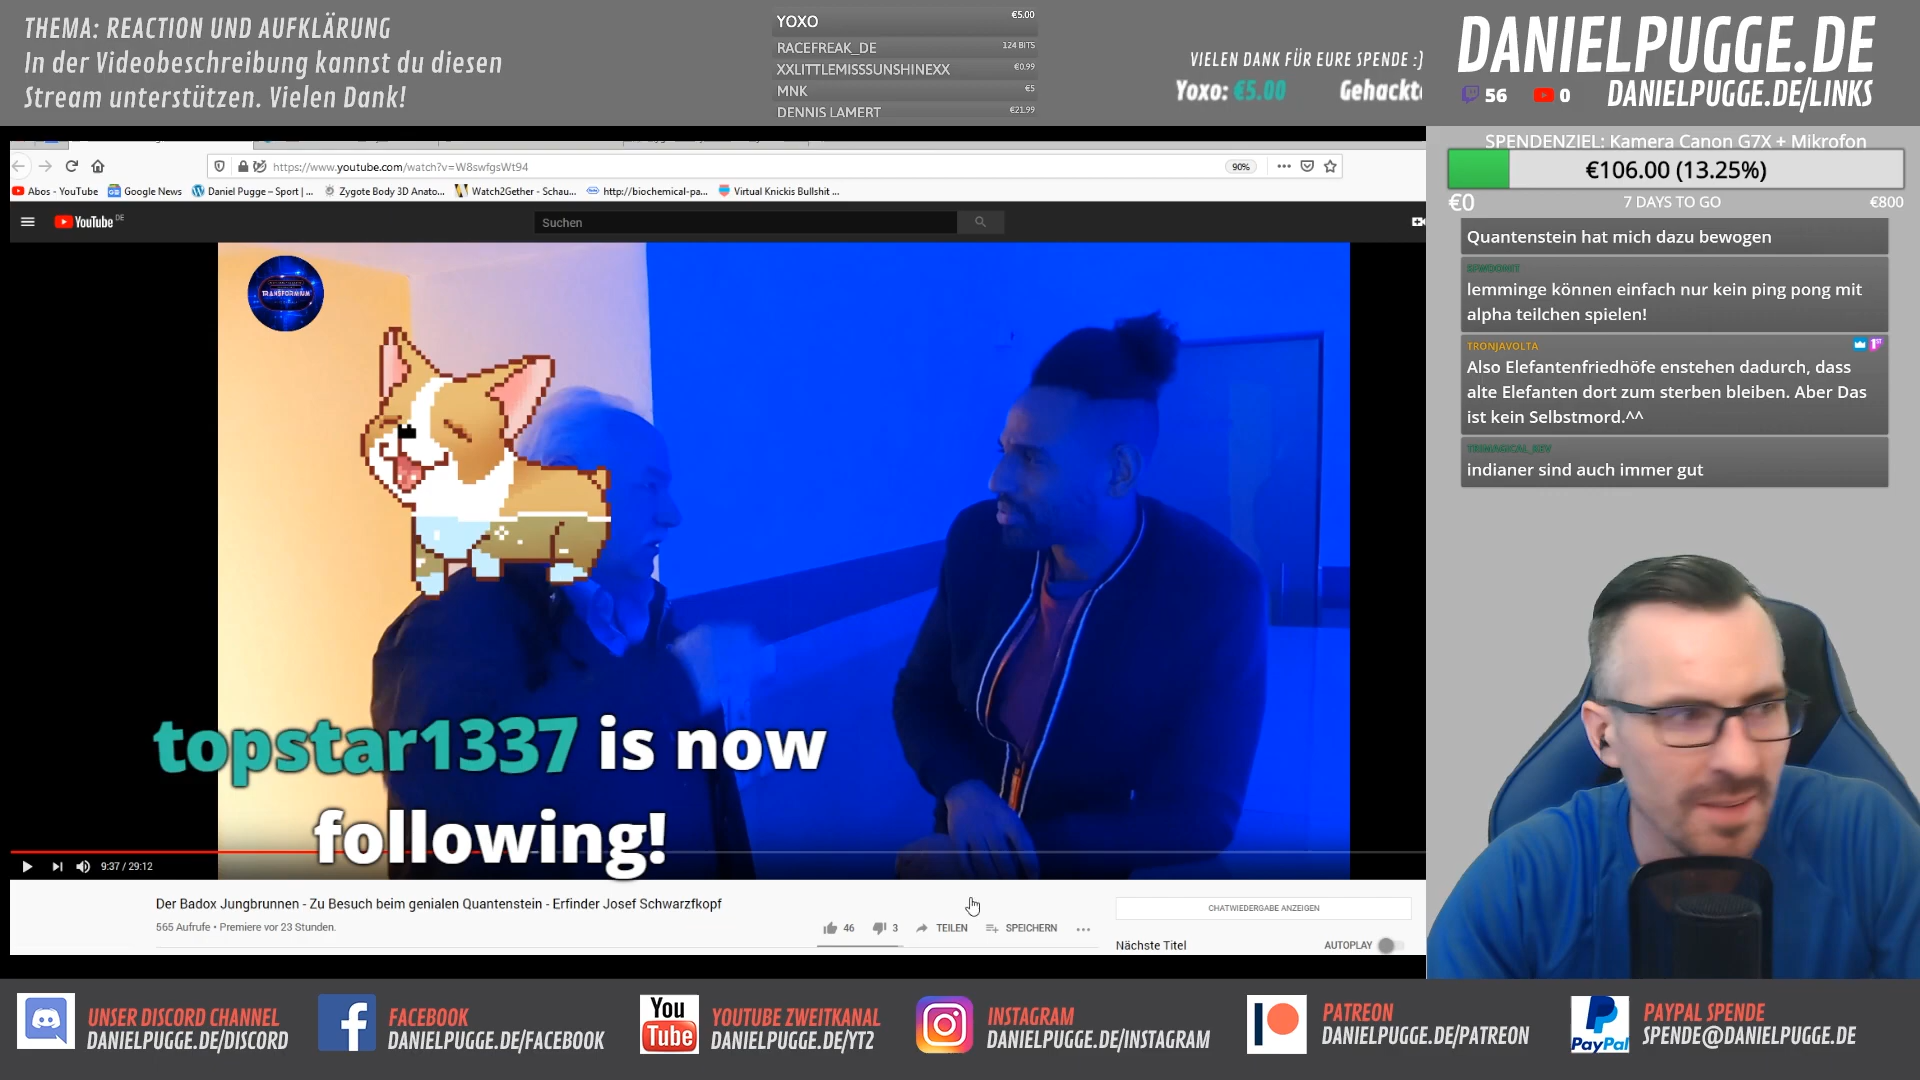 THEMA: REACTION UND AUFKLÄRUNG
In der Videobeschreibung kannst du diesen
Stream unterstützen. Vielen Dank!
YOXO €5.00
RACEFREAK_DE 124 BITS
XXLITTLEMISSSUNSHINEXX €0.99
MNK €5
DENNIS LAMERT €21.99
VIELEN DANK FÜR EURE SPENDE :)
Yoxo: €5.00 Gehackt
DANIELPUGGE.DE
56 0 DANIELPUGGE.DE/LINKS
https://www.youtube.com/watch?v=W8swfgsWt94 90%
Abos - YouTube Google News Daniel Pugge – Sport | ... Zygote Body 3D Anato... Watch2Gether - Schau... http://biochemical-pa... Virtual Knickis Bullshit ...
YouTube DE
Suchen
TRANSFORMIUM
topstar1337 is now
following!
9:37 / 29:12
Der Badox Jungbrunnen - Zu Besuch beim genialen Quantenstein - Erfinder Josef Schwarzfkopf
565 Aufrufe • Premiere vor 23 Stunden.
46 3 TEILEN SPEICHERN
CHATWIEDERGABE ANZEIGEN
Nächste Titel AUTOPLAY
SPENDENZIEL: Kamera Canon G7X + Mikrofon
€106.00 (13.25%)
€0 7 DAYS TO GO €800
Quantenstein hat mich dazu bewogen
lemminge können einfach nur kein ping pong mit
alpha teilchen spielen!
TRONJAVOLTA
Also Elefantenfriedhöfe enstehen dadurch, dass
alte Elefanten dort zum sterben bleiben. Aber Das
ist kein Selbstmord.^^
indianer sind auch immer gut
UNSER DISCORD CHANNEL
DANIELPUGGE.DE/DISCORD
FACEBOOK
DANIELPUGGE.DE/FACEBOOK
You
Tube
YOUTUBE ZWEITKANAL
DANIELPUGGE.DE/YT2
INSTAGRAM
DANIELPUGGE.DE/INSTAGRAM
PATREON
DANIELPUGGE.DE/PATREON
PayPal
PAYPAL SPENDE
SPENDE@DANIELPUGGE.DE